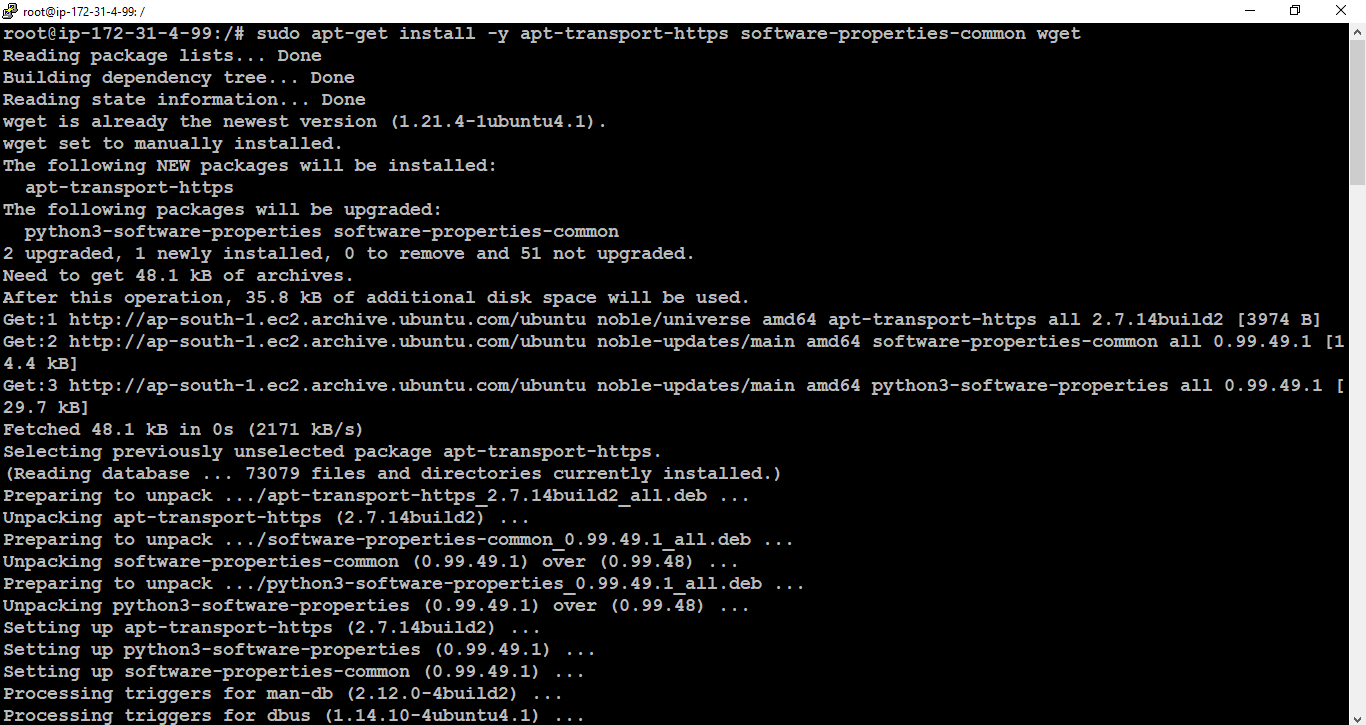 root@ip-172-31-4-99: /
root@ip-172-31-4-99:/# sudo apt-get install -y apt-transport-https software-properties-common wget
Reading package lists... Done
Building dependency tree... Done
Reading state information... Done
wget is already the newest version (1.21.4-1ubuntu4.1).
wget set to manually installed.
The following NEW packages will be installed:
  apt-transport-https
The following packages will be upgraded:
  python3-software-properties software-properties-common
2 upgraded, 1 newly installed, 0 to remove and 51 not upgraded.
Need to get 48.1 kB of archives.
After this operation, 35.8 kB of additional disk space will be used.
Get:1 http://ap-south-1.ec2.archive.ubuntu.com/ubuntu noble/universe amd64 apt-transport-https all 2.7.14build2 [3974 B]
Get:2 http://ap-south-1.ec2.archive.ubuntu.com/ubuntu noble-updates/main amd64 software-properties-common all 0.99.49.1 [1
4.4 kB]
Get:3 http://ap-south-1.ec2.archive.ubuntu.com/ubuntu noble-updates/main amd64 python3-software-properties all 0.99.49.1 [
29.7 kB]
Fetched 48.1 kB in 0s (2171 kB/s)
Selecting previously unselected package apt-transport-https.
(Reading database ... 73079 files and directories currently installed.)
Preparing to unpack .../apt-transport-https_2.7.14build2_all.deb ...
Unpacking apt-transport-https (2.7.14build2) ...
Preparing to unpack .../software-properties-common_0.99.49.1_all.deb ...
Unpacking software-properties-common (0.99.49.1) over (0.99.48) ...
Preparing to unpack .../python3-software-properties_0.99.49.1_all.deb ...
Unpacking python3-software-properties (0.99.49.1) over (0.99.48) ...
Setting up apt-transport-https (2.7.14build2) ...
Setting up python3-software-properties (0.99.49.1) ...
Setting up software-properties-common (0.99.49.1) ...
Processing triggers for man-db (2.12.0-4build2) ...
Processing triggers for dbus (1.14.10-4ubuntu4.1) ...